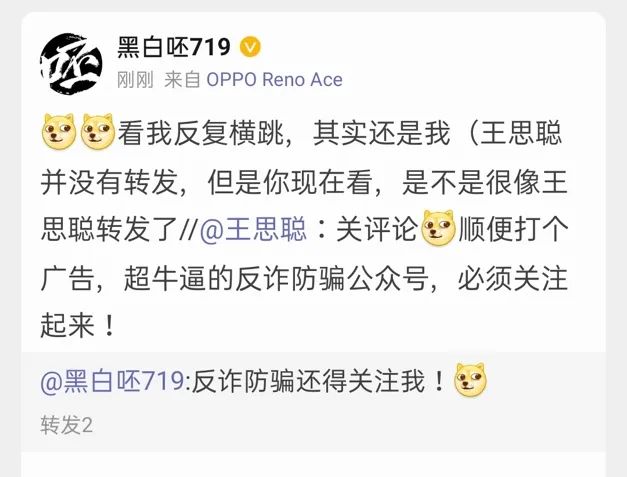 呸
黑白呸719
刚刚 来自 OPPO Reno Ace
看我反复横跳，其实还是我（王思聪
并没有转发，但是你现在看，是不是很像王
思聪转发了//@王思聪：关评论顺便打个
广告，超牛逼的反诈防骗公众号，必须关注
起来！
@黑白呸719:反诈防骗还得关注我！
转发2